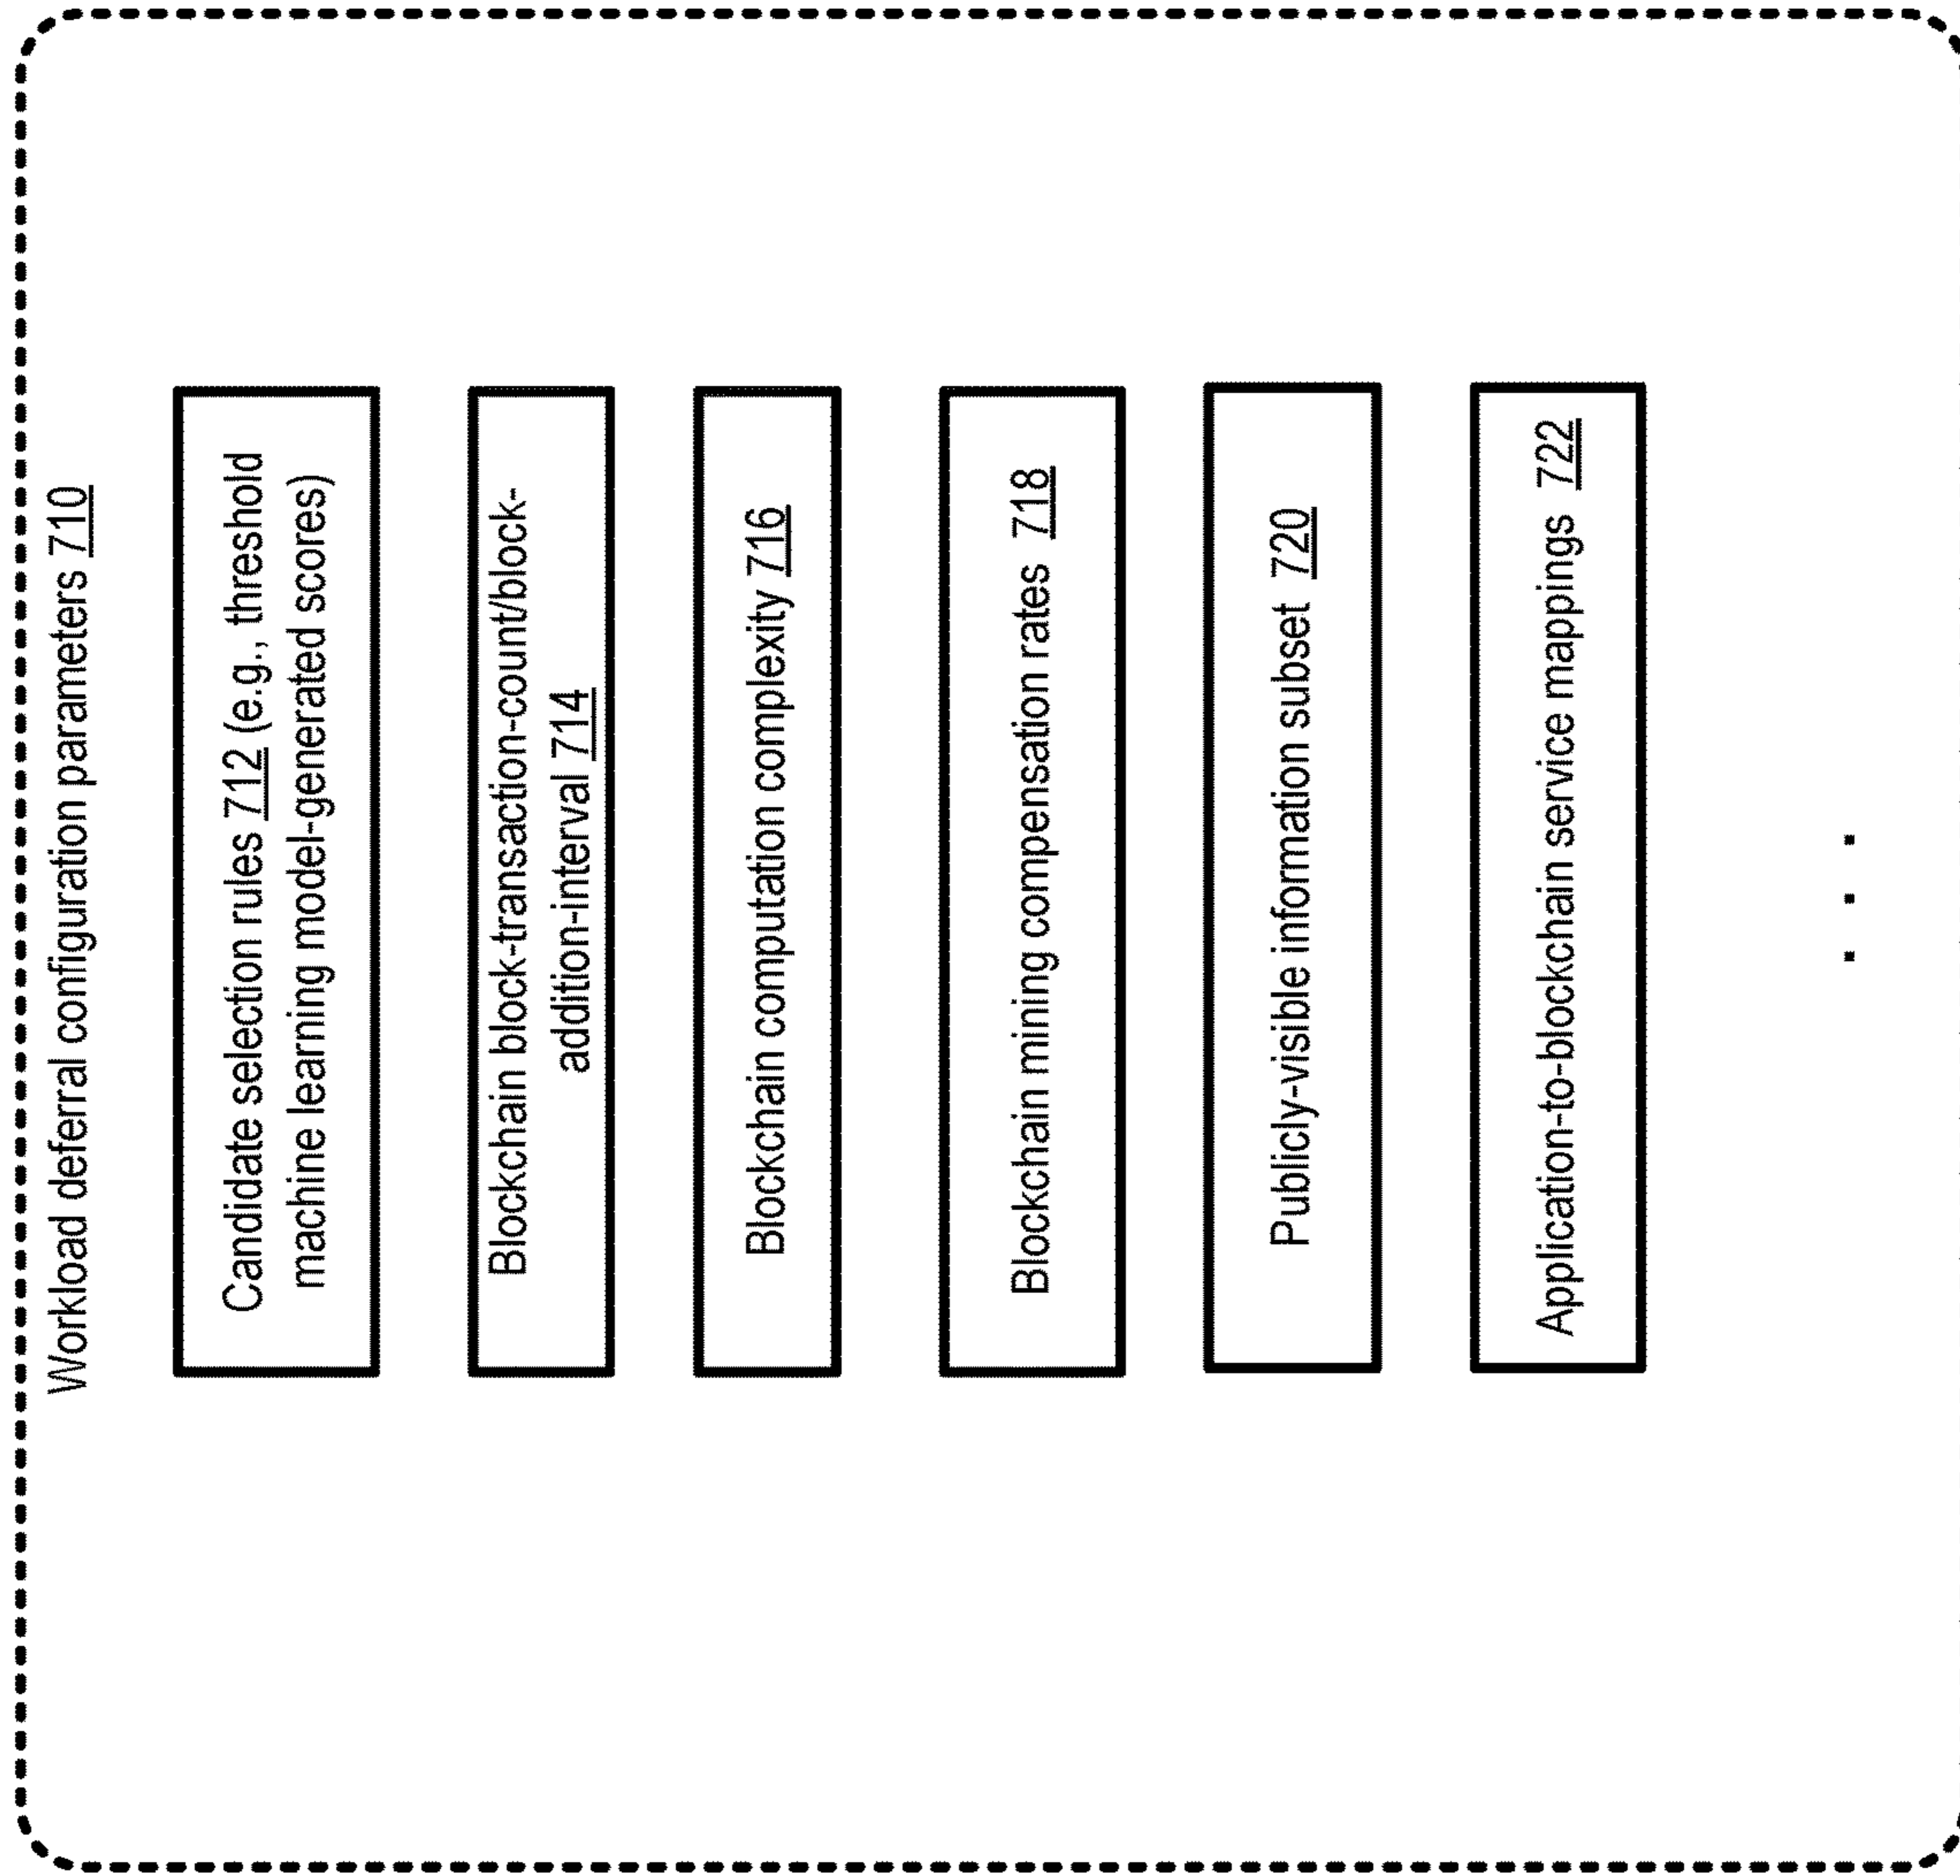 Workload deferral configuration parameters 710
Candidate selection rules 712 (e.g., threshold
machine learning model-generated scores)
Blockchain block-transaction-count/block-
addition-interval 714
Blockchain computation complexity 716
Blockchain mining compensation rates 718
Publicly-visible information subset 720
Application-to-blockchain service mappings 722
. . .